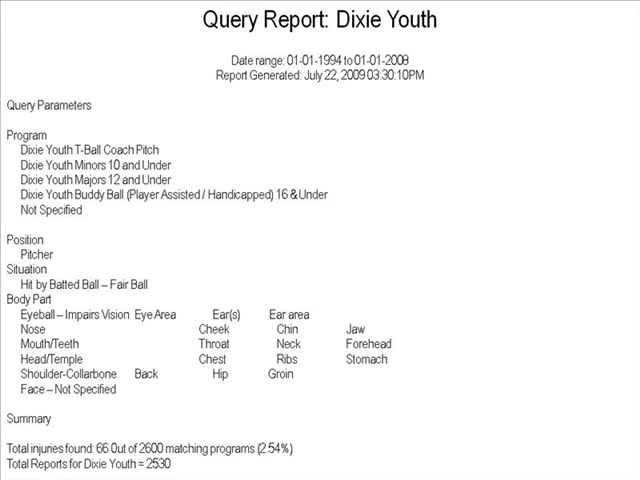 Query Report: Dixie Youth
Date range: 01-01-1994 to 01-01-2008
Report Generated: July 22, 2009 03:30:10PM
Query Parameters
Program
Dixie Youth T-Ball Coach Pitch
Dixie Youth Minors 10 and Under
Dixie Youth Majors 12 and Under
Dixie Youth Buddy Ball (Player Assisted / Handicapped) 16 & Under
Not Specified
Position
Pitcher
Situation
Hit by Batted Ball – Fair Ball
Body Part
Eyeball – Impairs Vision Eye Area Ear(s) Ear area
Nose Cheek Chin Jaw
Mouth/Teeth Throat Neck Forehead
Head/Temple Chest Ribs Stomach
Shoulder-Collarbone Back Hip Groin
Face – Not Specified
Summary
Total injuries found: 66 0ut of 2600 matching programs (2.54%)
Total Reports for Dixie Youth = 2530